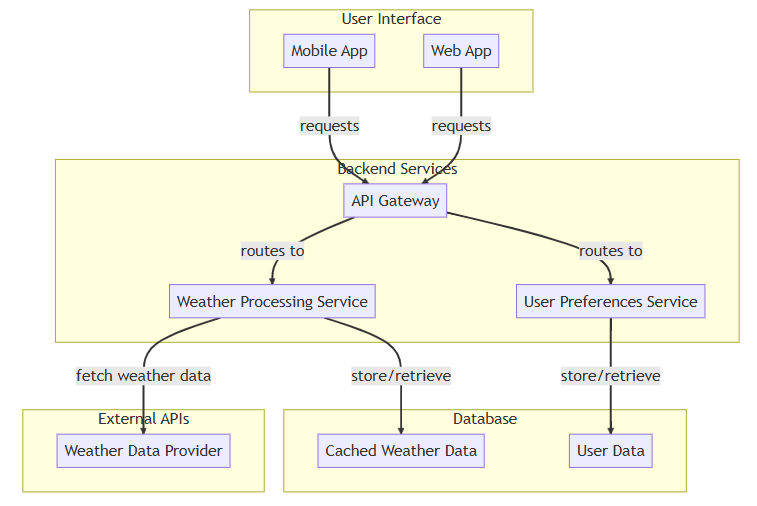 User Interface
Mobile App
Web App
requests
requests
Backend Services
API Gateway
routes to
routes to
Weather Processing Service
User Preferences Service
fetch weather data
store/retrieve
store/retrieve
External APIs
Database
Weather Data Provider
Cached Weather Data
User Data